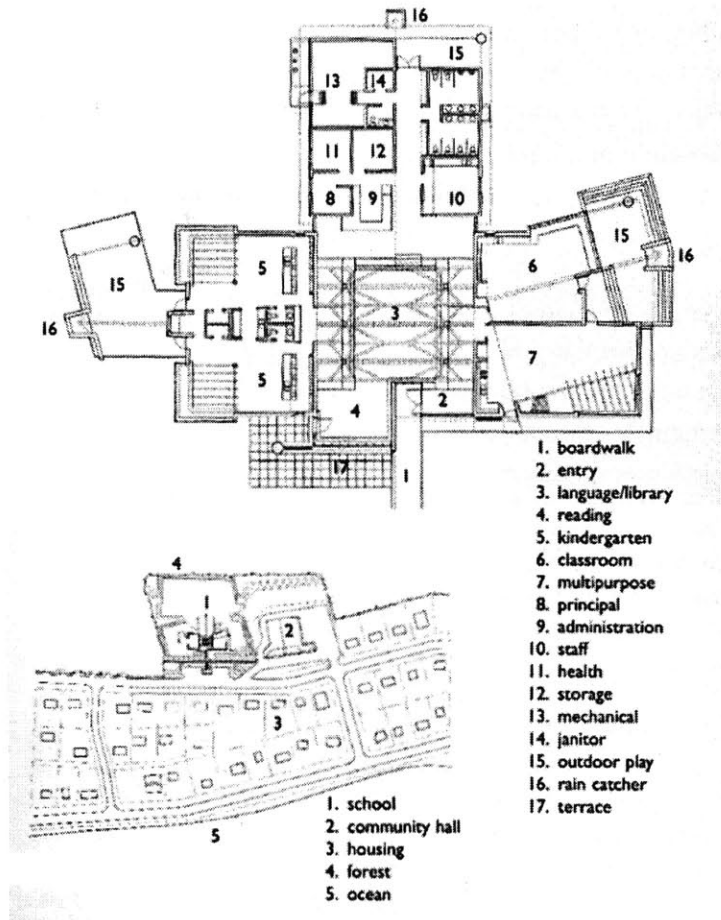 16
15
13
14
11
12
8
9
10
15
5
6
15
16
16
3
7
5
4
2
17
1
1. boardwalk
2. entry
3. language/library
4. reading
5. kindergarten
6. classroom
7. multipurpose
8. principal
9. administration
10. staff
11. health
12. storage
13. mechanical
14. janitor
15. outdoor play
16. rain catcher
17. terrace
4
1
2
3
5
1. school
2. community hall
3. housing
4. forest
5. ocean